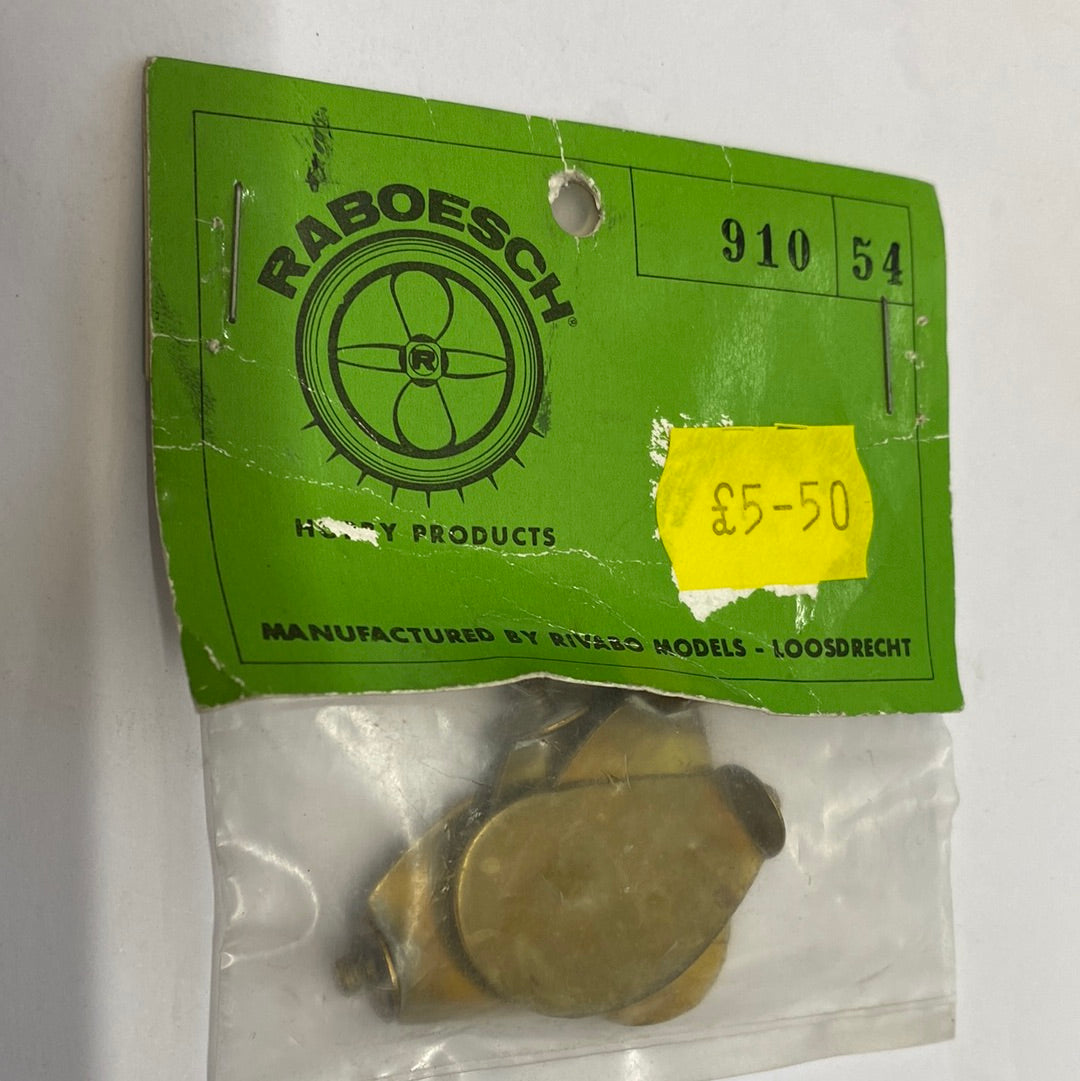 RABOESCH®
R
910 54
£5-50
PRODUCTS
MANUFACTURED BY RIVABO MODELS - LOOSDRECHT